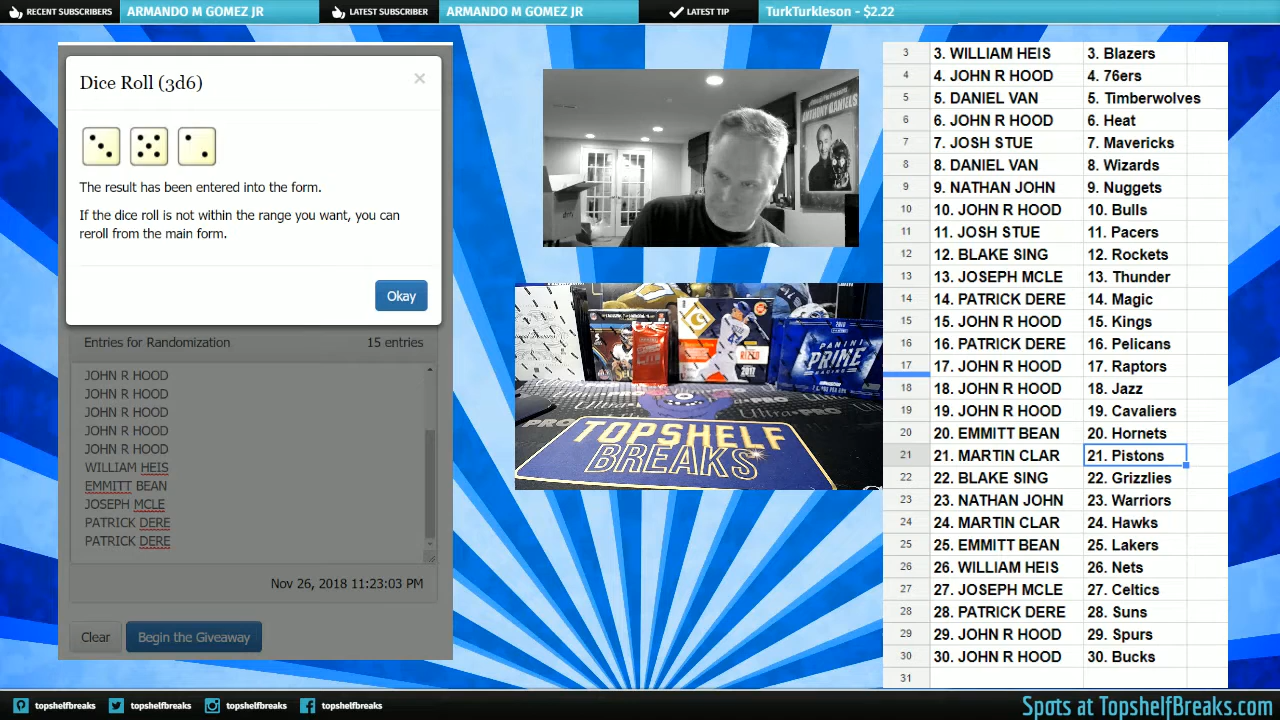 RECENT SUBSCRIBERS ARMANDO M GOMEZ JR LATEST SUBSCRIBER ARMANDO M GOMEZ JR LATEST TIP TurkTurkleson - $2.22
Dice Roll (3d6) ×
The result has been entered into the form.
If the dice roll is not within the range you want, you can
reroll from the main form.
Okay
Entries for Randomization 15 entries
JOHN R HOOD
JOHN R HOOD
JOHN R HOOD
JOHN R HOOD
JOHN R HOOD
WILLIAM HEIS
EMMITT BEAN
JOSEPH MCLE
PATRICK DERE
PATRICK DERE
Nov 26, 2018 11:23:03 PM
Clear Begin the Giveaway
ANTHONY DANIELS
PANINI
PRIME
TOPSHELF
BREAKS
3 3. WILLIAM HEIS 3. Blazers
4 4. JOHN R HOOD 4. 76ers
5 5. DANIEL VAN 5. Timberwolves
6 6. JOHN R HOOD 6. Heat
7 7. JOSH STUE 7. Mavericks
8 8. DANIEL VAN 8. Wizards
9 9. NATHAN JOHN 9. Nuggets
10 10. JOHN R HOOD 10. Bulls
11 11. JOSH STUE 11. Pacers
12 12. BLAKE SING 12. Rockets
13 13. JOSEPH MCLE 13. Thunder
14 14. PATRICK DERE 14. Magic
15 15. JOHN R HOOD 15. Kings
16 16. PATRICK DERE 16. Pelicans
17 17. JOHN R HOOD 17. Raptors
18 18. JOHN R HOOD 18. Jazz
19 19. JOHN R HOOD 19. Cavaliers
20 20. EMMITT BEAN 20. Hornets
21 21. MARTIN CLAR 21. Pistons
22 22. BLAKE SING 22. Grizzlies
23 23. NATHAN JOHN 23. Warriors
24 24. MARTIN CLAR 24. Hawks
25 25. EMMITT BEAN 25. Lakers
26 26. WILLIAM HEIS 26. Nets
27 27. JOSEPH MCLE 27. Celtics
28 28. PATRICK DERE 28. Suns
29 29. JOHN R HOOD 29. Spurs
30 30. JOHN R HOOD 30. Bucks
31
topshelfbreaks topshelfbreaks topshelfbreaks topshelfbreaks Spots at TopshelfBreaks.com